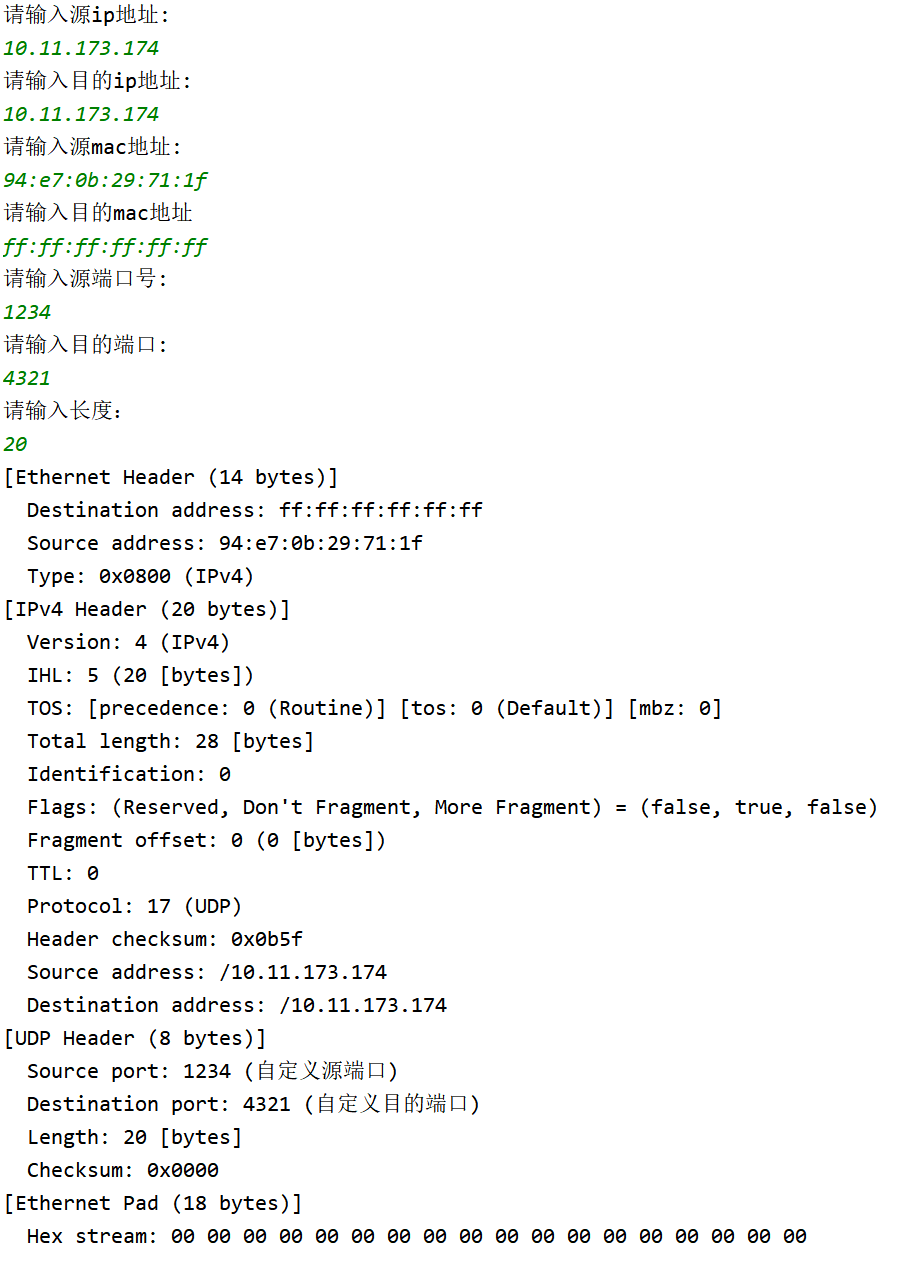 请输入源ip地址:
10.11.173.174
请输入目的ip地址:
10.11.173.174
请输入源mac地址:
94:e7:0b:29:71:1f
请输入目的mac地址
ff:ff:ff:ff:ff:ff
请输入源端口号:
1234
请输入目的端口:
4321
请输入长度：
20
[Ethernet Header (14 bytes)]
  Destination address: ff:ff:ff:ff:ff:ff
  Source address: 94:e7:0b:29:71:1f
  Type: 0x0800 (IPv4)
[IPv4 Header (20 bytes)]
  Version: 4 (IPv4)
  IHL: 5 (20 [bytes])
  TOS: [precedence: 0 (Routine)] [tos: 0 (Default)] [mbz: 0]
  Total length: 28 [bytes]
  Identification: 0
  Flags: (Reserved, Don't Fragment, More Fragment) = (false, true, false)
  Fragment offset: 0 (0 [bytes])
  TTL: 0
  Protocol: 17 (UDP)
  Header checksum: 0x0b5f
  Source address: /10.11.173.174
  Destination address: /10.11.173.174
[UDP Header (8 bytes)]
  Source port: 1234 (自定义源端口)
  Destination port: 4321 (自定义目的端口)
  Length: 20 [bytes]
  Checksum: 0x0000
[Ethernet Pad (18 bytes)]
  Hex stream: 00 00 00 00 00 00 00 00 00 00 00 00 00 00 00 00 00 00